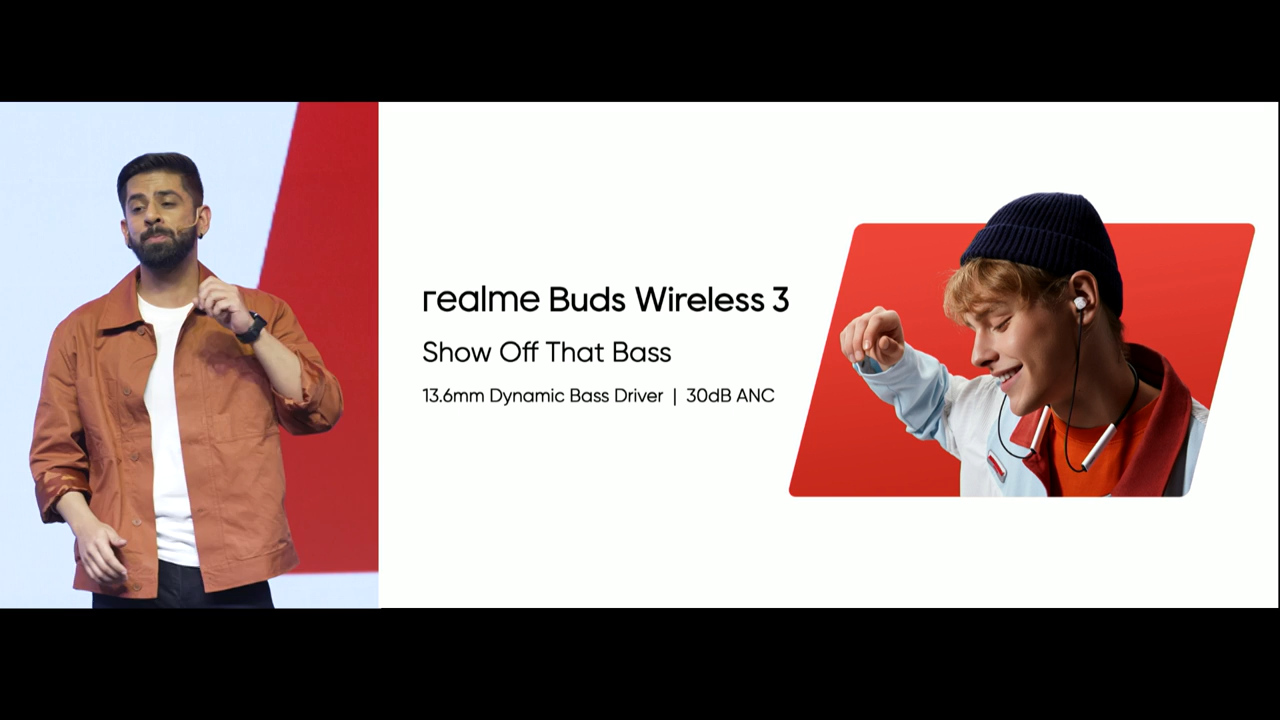 realme Buds Wireless 3
Show Off That Bass
13.6mm Dynamic Bass Driver | 30dB ANC